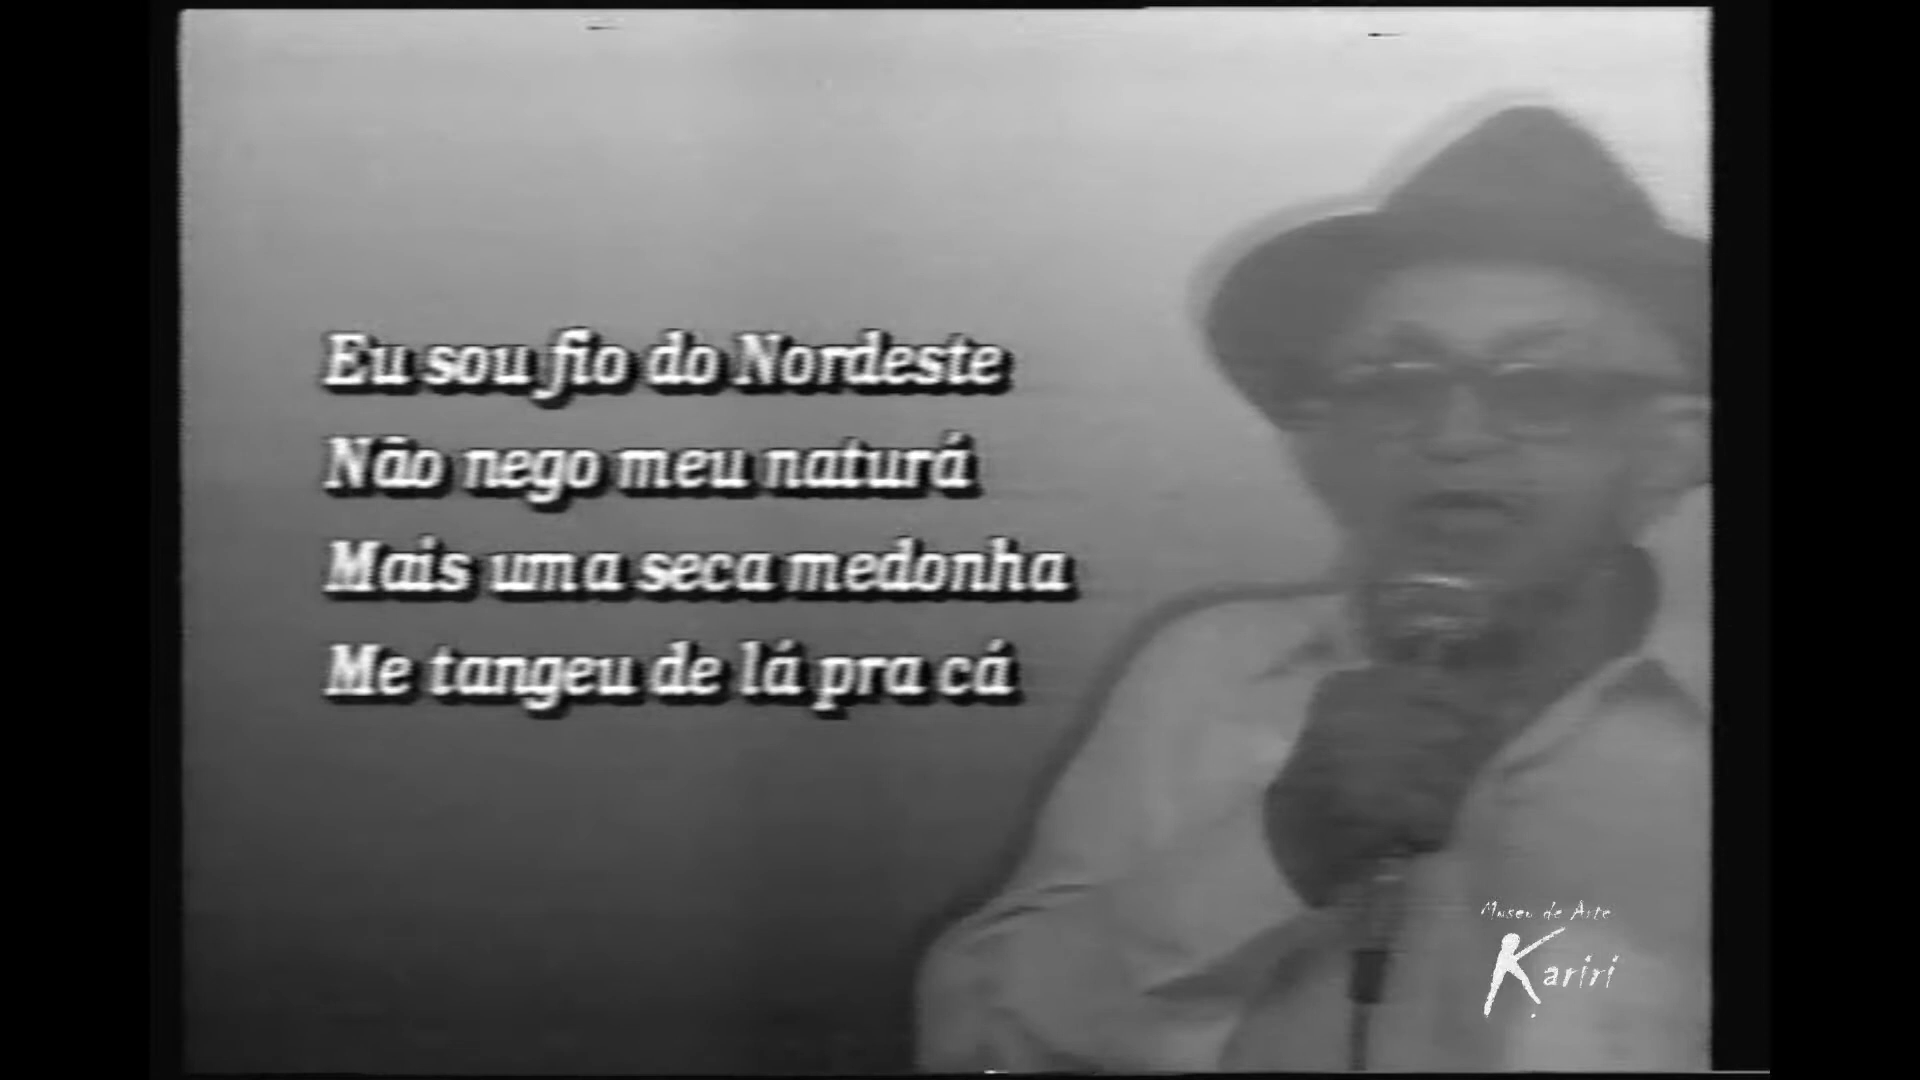 Eu sou fio do Nordeste
Não nego meu naturá
Mais uma seca medonha
Me tangeu de lá pra cá
Museu de Arte
Kariri